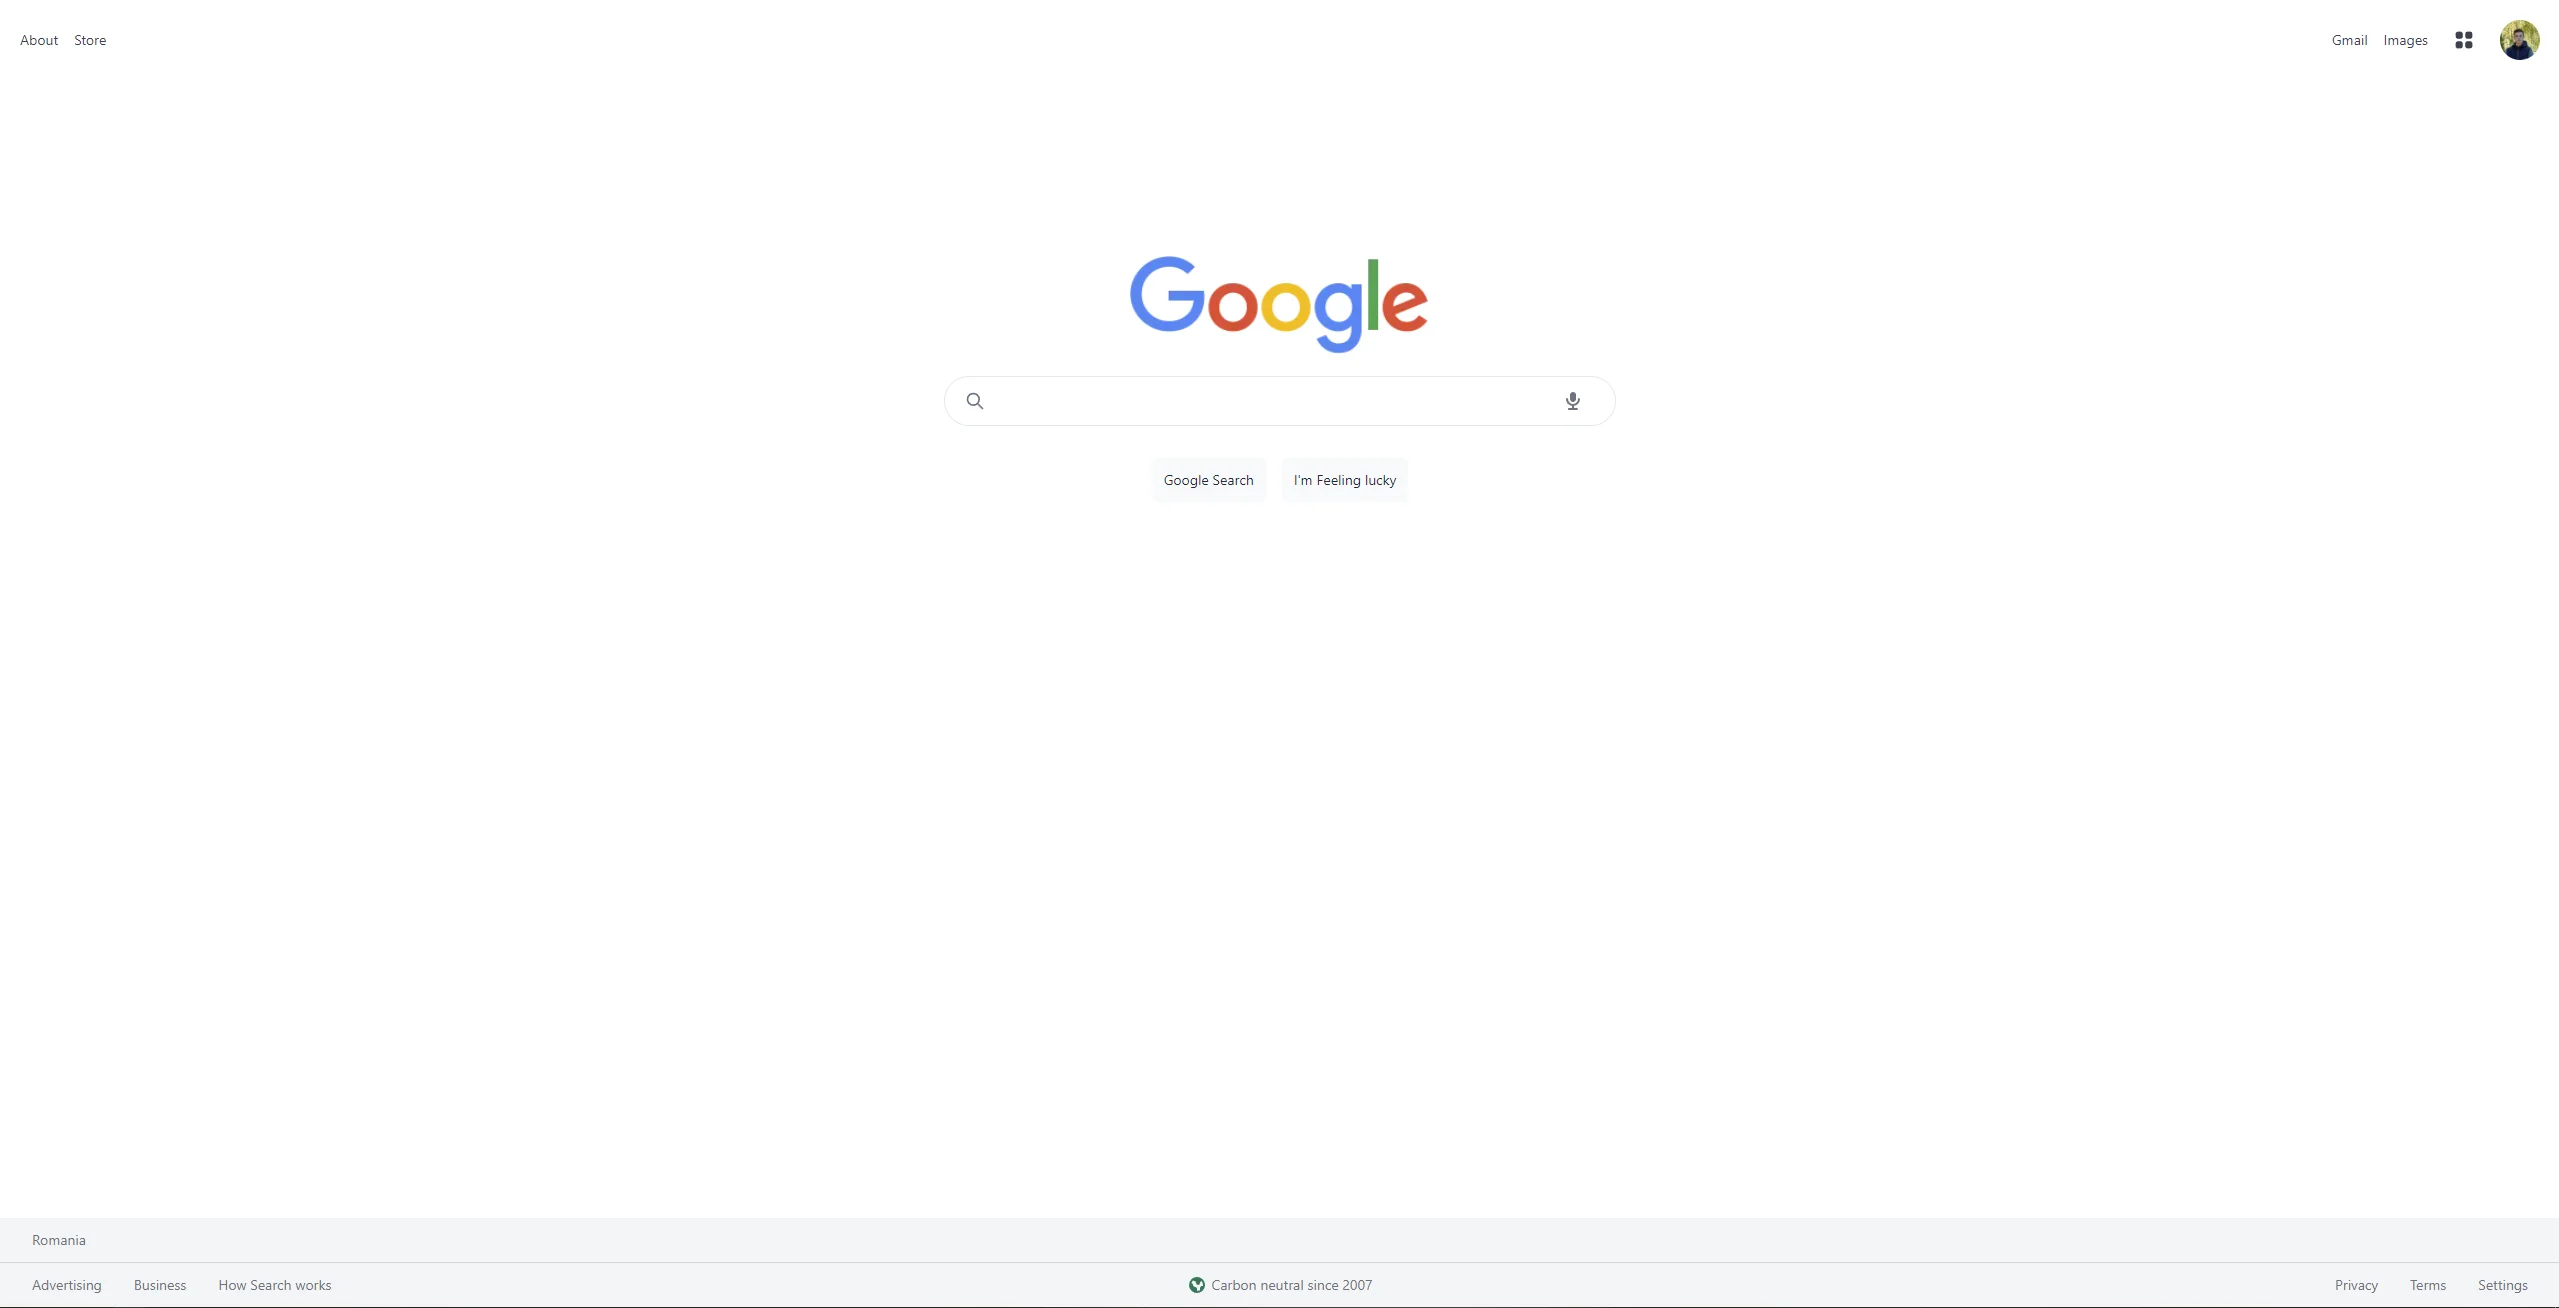 About Store Gmail Images
Google
Google Search I'm Feeling lucky
Romania
Advertising Business How Search works Carbon neutral since 2007 Privacy Terms Settings